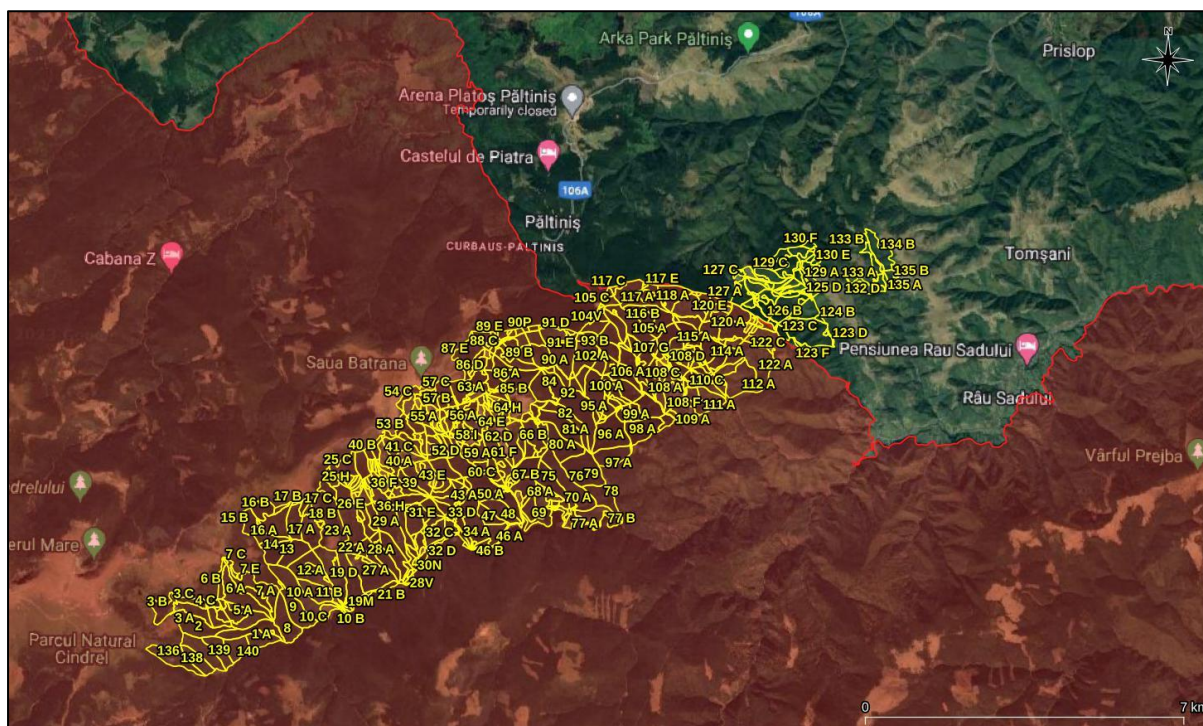 N
106A
Arka Park Păltiniș
Prislop
Arena Platoș Păltiniș
Temporarily closed
Castelul de Piatra
106A
Păltiniș
CURBAUS-PALTINIS
Cabana Z
Tomşani
130 F
133 B
134 B
129 C
130 E
127 C
129 A
133 A
135 B
117 C
117 E
127 A
125 D
132 D
135 A
105 C
117 A
118 A
120 E
104V
116 B
126 B
124 B
89 E
90P
91 D
105 A
120 A
123 C
123 D
88 C
91 E
93 B
115 A
122 C
87 E
89 B
107 G
114 A
123 F
Pensiunea Rau Sadului
Saua Batrana
86 D
90 A
102 A
108 D
122 A
86 A
106 A
108 C
57 C
63 A
84
110 C
112 A
54 C
57 B
85 B
92
100 A
108 A
Râu Sadului
64 H
95 A
108 F
111 A
55 A
56 A
82
99 A
109 A
53 B
64 E
81 A
98 A
58 I
62 D
66 B
96 A
40 B
41 C
52 D
59 A
61 F
80 A
Vârful Prejba
25 C
40 A
97 A
60 C
25 H
43 E
67 B
75
76
79
36 F
39
drelului
17 B
17 C
43 A
50 A
68 A
70 A
78
16 B
26 E
36 H
18 B
31 E
33 D
47
48
69
15 B
29 A
77 A
77 B
16 A
17 A
23 A
32 C
34 A
46 A
erul Mare
14
13
22 A
28 A
32 D
46 B
7 C
30N
7 E
12 A
19 D
27 A
6 B
28V
6 A
7 A
10 A
11 B
21 B
3 C
4 C
3 B
9
19M
5 A
3 A
2
10 C
10 B
8
Parcul Natural
Cindrel
1 A
136
139
140
138
0
7 km